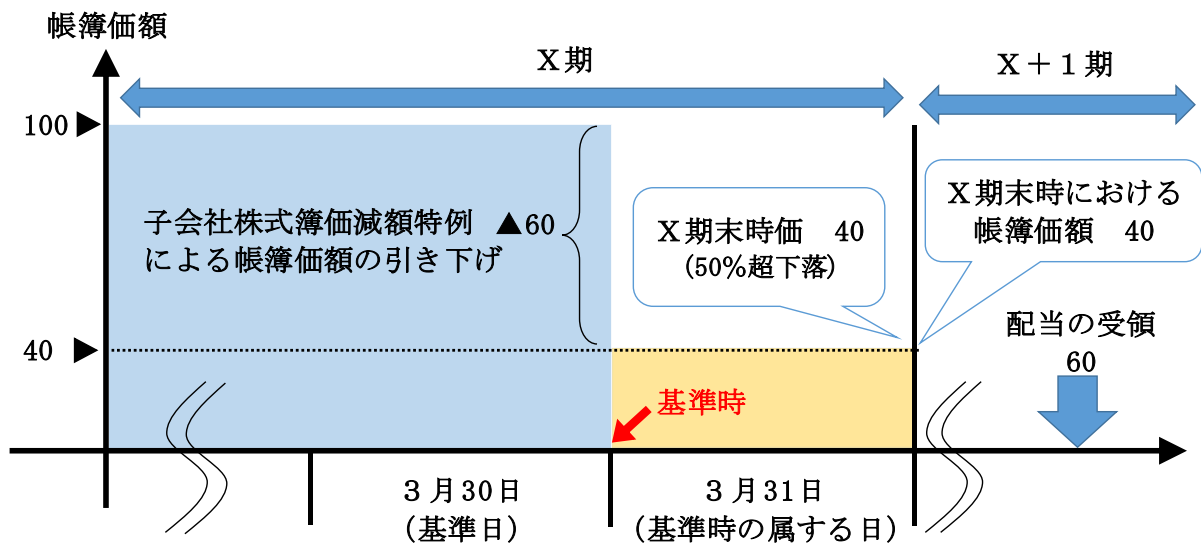 帳簿価額
Ｘ期
Ｘ＋１期
100
子会社株式簿価減額特例 ▲60
による帳簿価額の引き下げ
Ｘ期末時価 40
(50％超下落)
Ｘ期末時における
帳簿価額 40
配当の受領
60
40
基準時
３月30日
（基準日）
３月31日
（基準時の属する日）